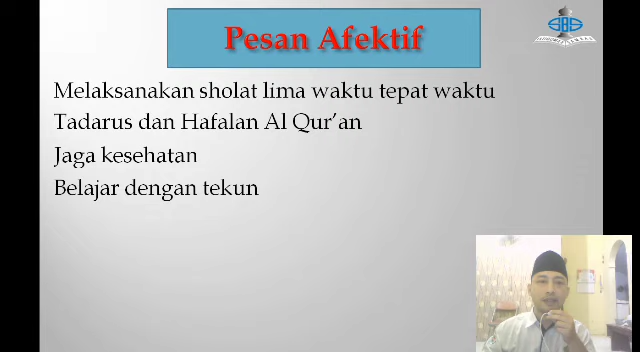 Pesan Afektif
Melaksanakan sholat lima waktu tepat waktu
Tadarus dan Hafalan Al Qur'an
Jaga kesehatan
Belajar dengan tekun